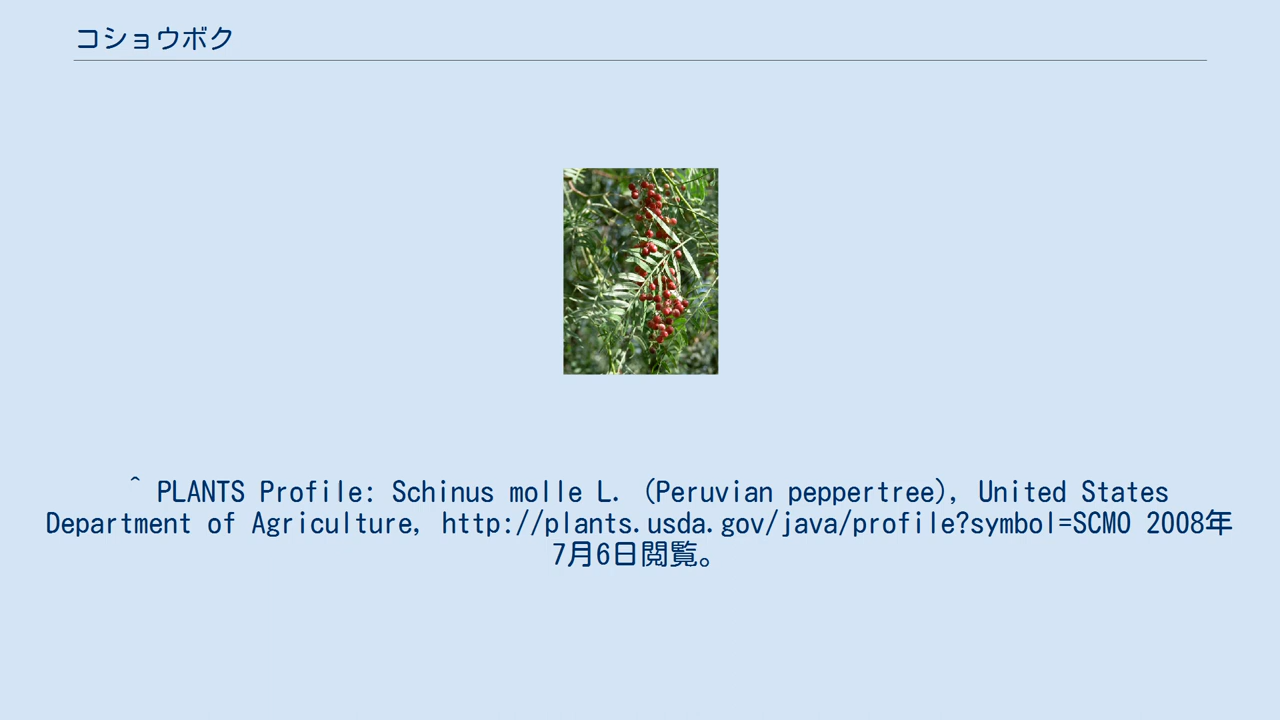 コショウボク
^ PLANTS Profile: Schinus molle L. (Peruvian peppertree), United States
Department of Agriculture, http://plants.usda.gov/java/profile?symbol=SCMO 2008年
7月6日閲覧。